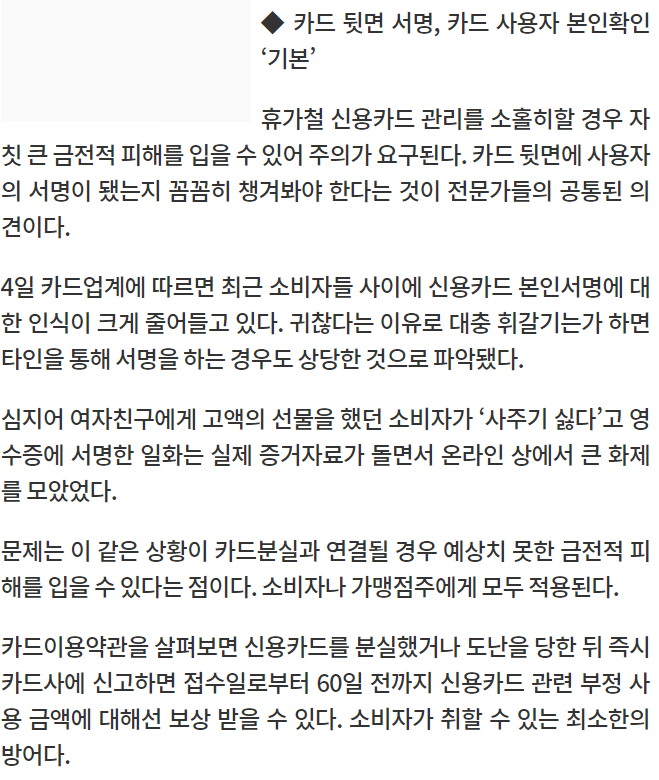 ◆ 카드 뒷면 서명, 카드 사용자 본인확인
‘기본’
휴가철 신용카드 관리를 소홀히할 경우 자
칫 큰 금전적 피해를 입을 수 있어 주의가 요구된다. 카드 뒷면에 사용자
의 서명이 됐는지 꼼꼼히 챙겨봐야 한다는 것이 전문가들의 공통된 의
견이다.
4일 카드업계에 따르면 최근 소비자들 사이에 신용카드 본인서명에 대
한 인식이 크게 줄어들고 있다. 귀찮다는 이유로 대충 휘갈기는가 하면
타인을 통해 서명을 하는 경우도 상당한 것으로 파악됐다.
심지어 여자친구에게 고액의 선물을 했던 소비자가 ‘사주기 싫다’고 영
수증에 서명한 일화는 실제 증거자료가 돌면서 온라인 상에서 큰 화제
를 모았었다.
문제는 이 같은 상황이 카드분실과 연결될 경우 예상치 못한 금전적 피
해를 입을 수 있다는 점이다. 소비자나 가맹점주에게 모두 적용된다.
카드이용약관을 살펴보면 신용카드를 분실했거나 도난을 당한 뒤 즉시
카드사에 신고하면 접수일로부터 60일 전까지 신용카드 관련 부정 사
용 금액에 대해선 보상 받을 수 있다. 소비자가 취할 수 있는 최소한의
방어다.